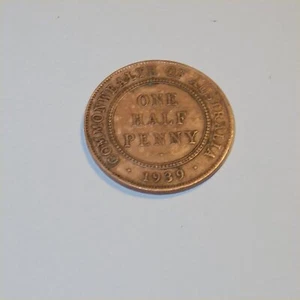 COMMONWEALTH OF AUSTRALIA
ONE
HALF
PENNY
· 1939 ·